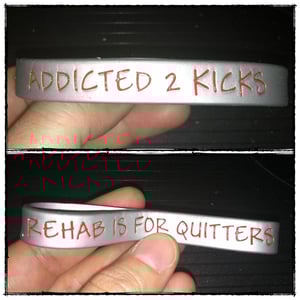 ADDICTED 2 KICKS
REHAB IS FOR QUITTERS